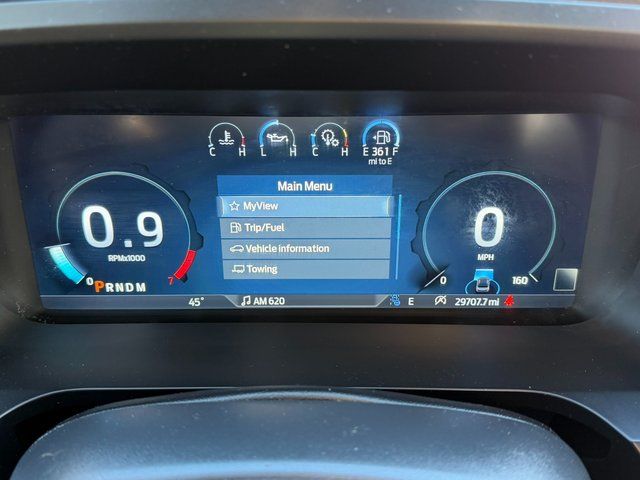 C H L H C H E 361 F
mi to E
Main Menu
MyView
Trip/Fuel
Vehicle information
Towing
0.9
RPMx1000
0 7
PRNDM
0
MPH
0 160
45° AM 620 E 29707.7 mi